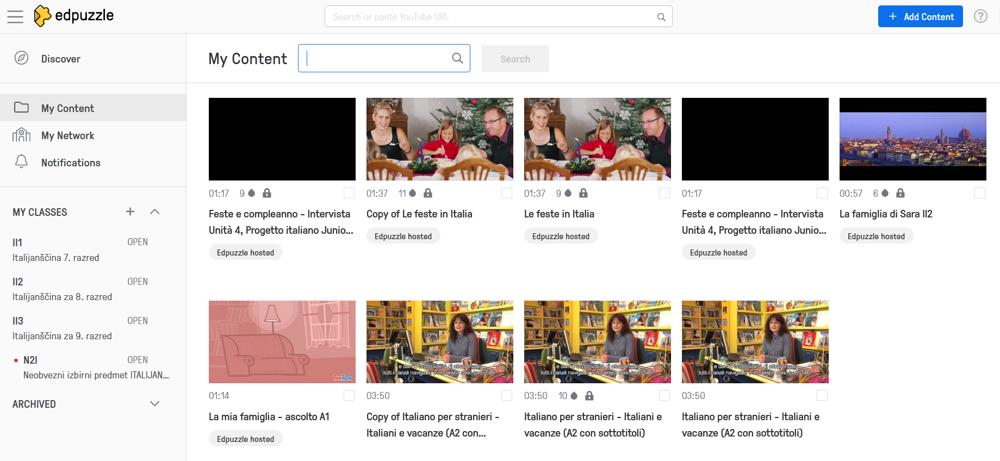 edpuzzle
Search or paste YouTube URL
+ Add Content
?
Discover
My Content
Search
My Content
My Network
Notifications
MY CLASSES
II1 OPEN
Italijanščina 7. razred
II2 OPEN
Italijanščina za 8. razred
II3 OPEN
Italijanščina za 9. razred
N2I OPEN
Neobvezni izbirni predmet ITALIJAN...
ARCHIVED
01:17 9
Feste e compleanno - Intervista
Unità 4, Progetto italiano Junio...
Edpuzzle hosted
01:37 11
Copy of Le feste in Italia
Edpuzzle hosted
01:37 9
Le feste in Italia
Edpuzzle hosted
01:17
Feste e compleanno - Intervista
Unità 4, Progetto italiano Junio...
Edpuzzle hosted
00:57 6
La famiglia di Sara II2
Edpuzzle hosted
PowToon
01:14
La mia famiglia - ascolto A1
Edpuzzle hosted
e danno la possibilità di attraversare
tutti i canali navigabili e in Europa sono tantissimi.
03:50
Copy of Italiano per stranieri -
Italiani e vacanze (A2 con...
e danno la possibilità di attraversare
tutti i canali navigabili e in Europa sono tantissimi.
03:50 10
Italiano per stranieri - Italiani e
vacanze (A2 con sottotitoli)
e danno la possibilità di attraversare
tutti i canali navigabili e in Europa sono tantissimi.
03:50
Italiano per stranieri - Italiani e
vacanze (A2 con sottotitoli)